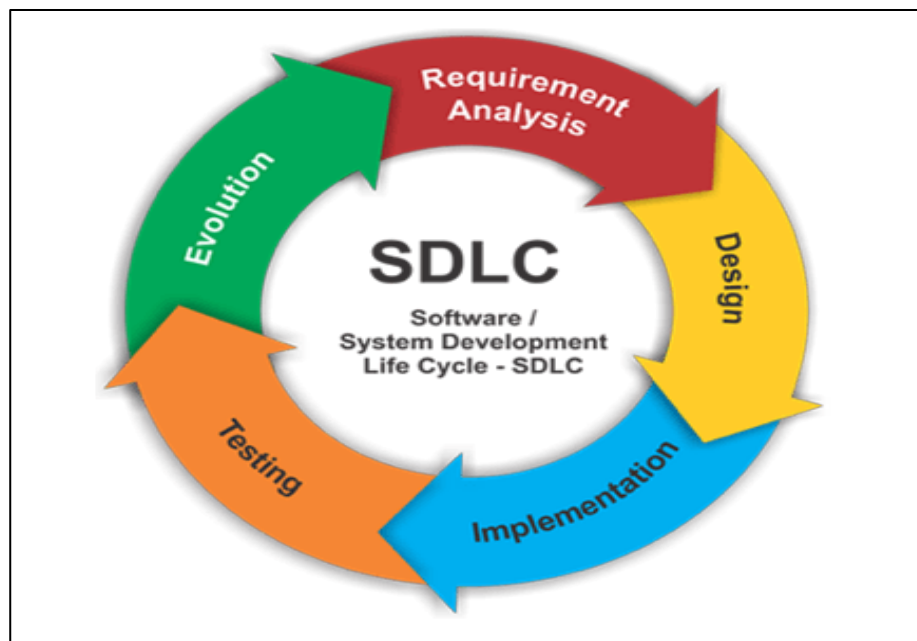 Requirement
Analysis
Design
Implementation
Testing
Evolution
SDLC
Software /
System Development
Life Cycle - SDLC